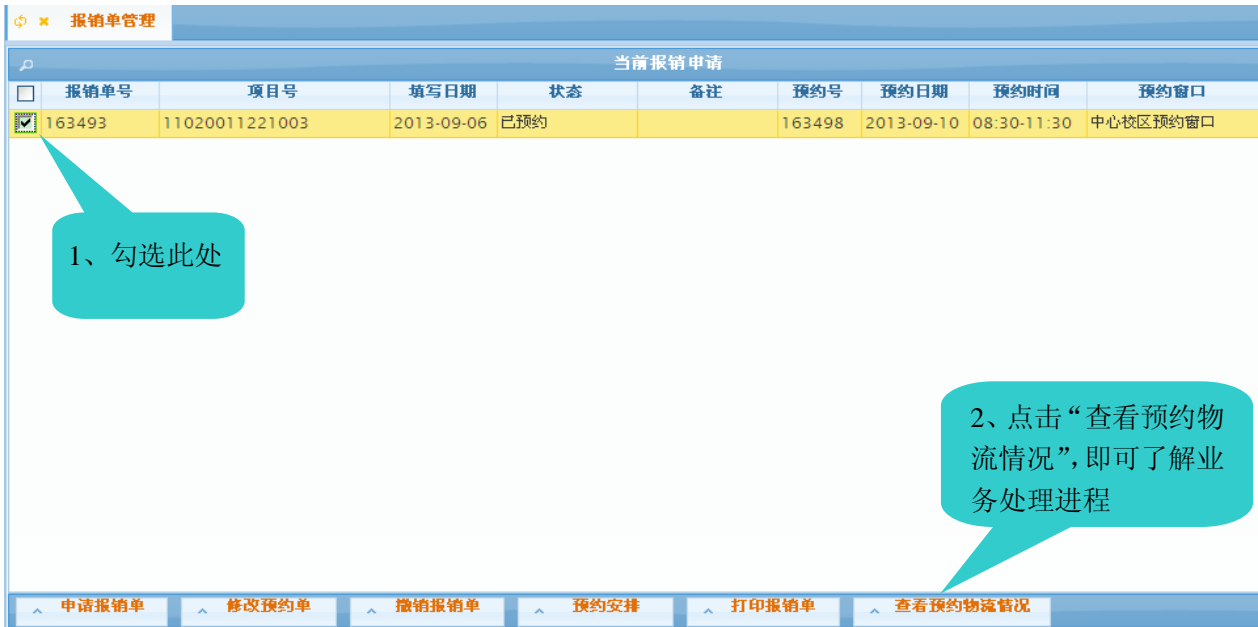 报销单管理
当前报销申请
报销单号 项目号 填写日期 状态 备注 预约号 预约日期 预约时间 预约窗口
163493 11020011221003 2013-09-06 已预约 163498 2013-09-10 08:30-11:30 中心校区预约窗口
1、勾选此处
2、点击“查看预约物
流情况”,即可了解业
务处理进程
申请报销单 修改预约单 撤销报销单 预约安排 打印报销单 查看预约物流情况